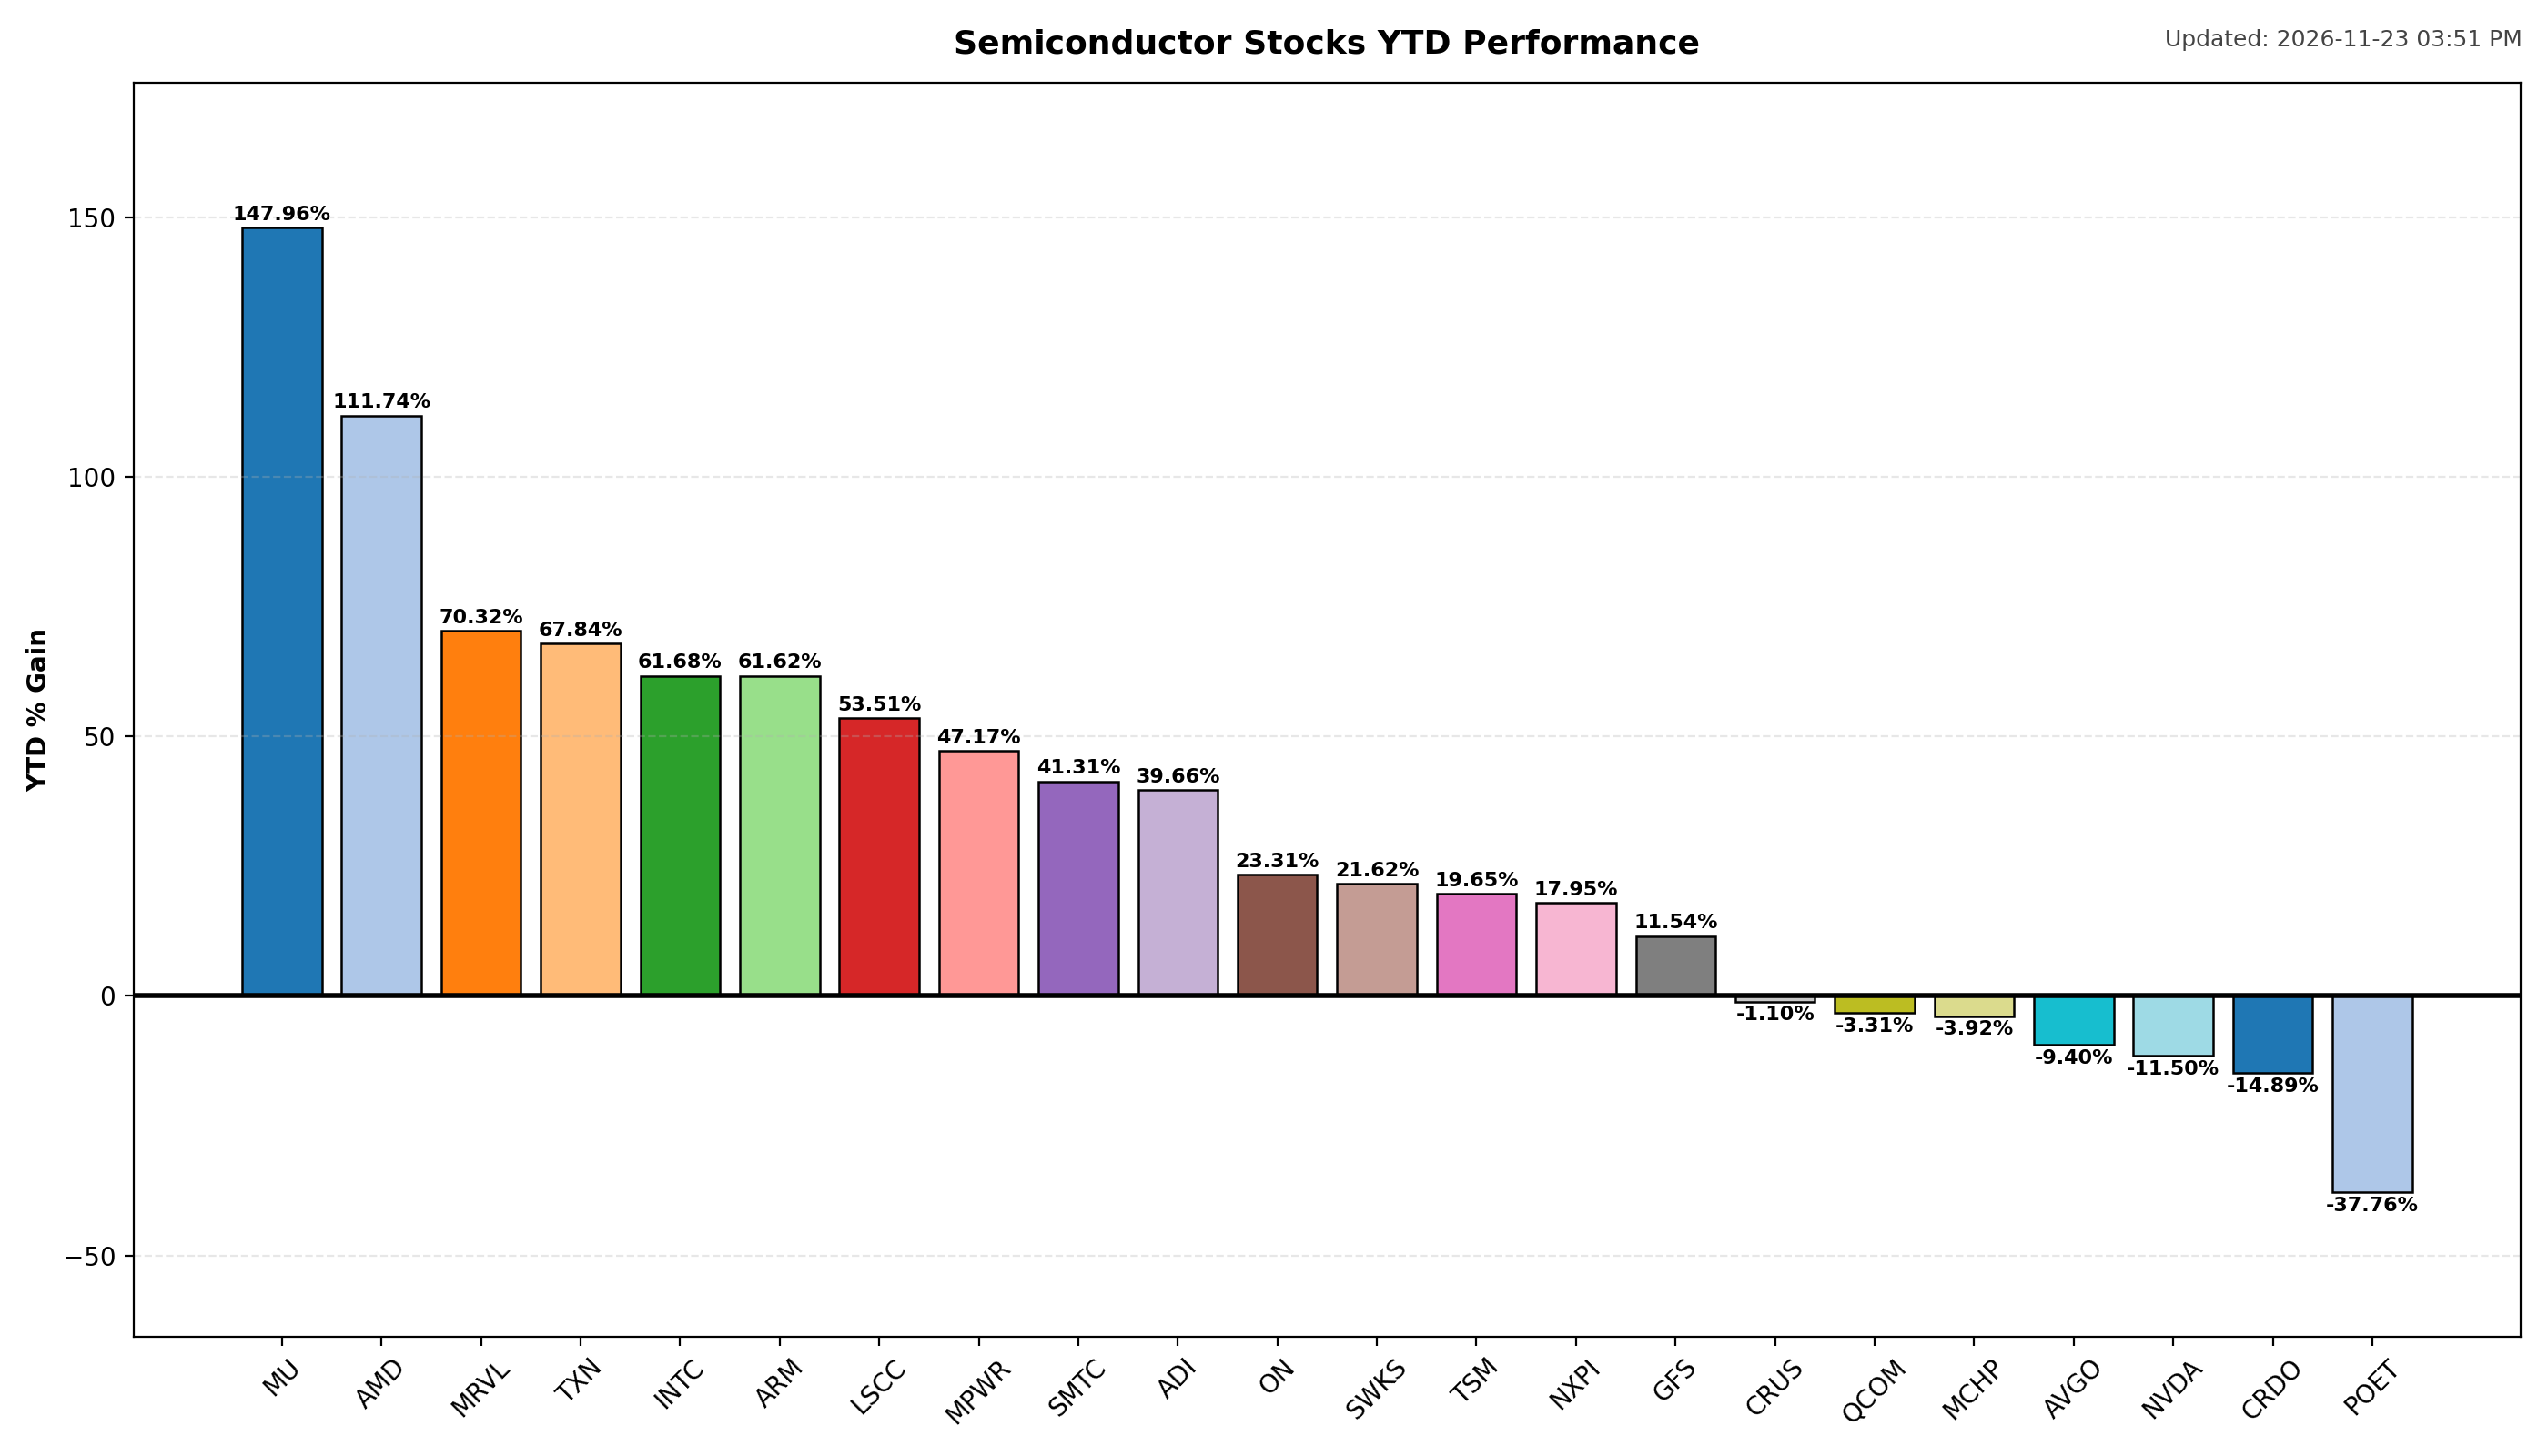 Semiconductor Stocks YTD Performance
Updated: 2026-11-23 03:51 PM
YTD % Gain
150
100
50
0
−50
147.96%
111.74%
70.32%
67.84%
61.68%
61.62%
53.51%
47.17%
41.31%
39.66%
23.31%
21.62%
19.65%
17.95%
11.54%
-1.10%
-3.31%
-3.92%
-9.40%
-11.50%
-14.89%
-37.76%
MU
AMD
MRVL
TXN
INTC
ARM
LSCC
MPWR
SMTC
ADI
ON
SWKS
TSM
NXPI
GFS
CRUS
QCOM
MCHP
AVGO
NVDA
CRDO
POET